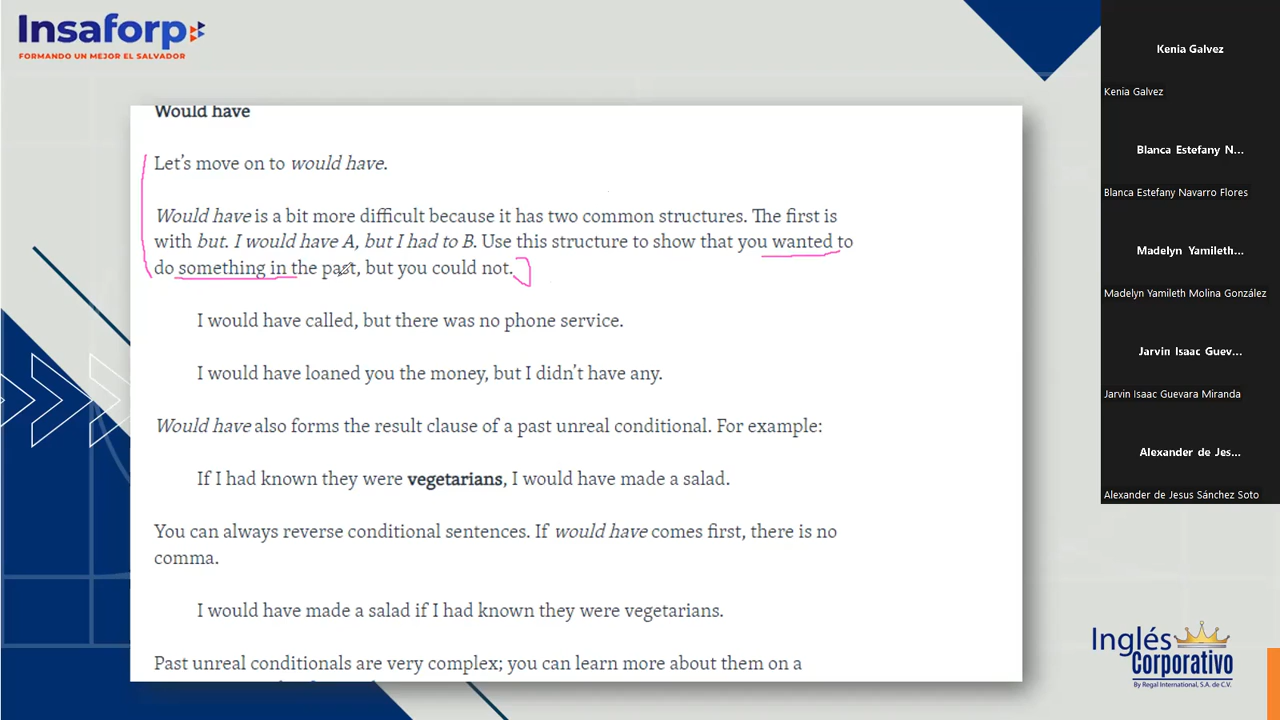 Insaforp
FORMANDO UN MEJOR EL SALVADOR
Would have
Let's move on to would have.
Would have is a bit more difficult because it has two common structures. The first is
with but. I would have A, but I had to B. Use this structure to show that you wanted to
do something in the past, but you could not.
I would have called, but there was no phone service.
I would have loaned you the money, but I didn't have any.
Would have also forms the result clause of a past unreal conditional. For example:
If I had known they were vegetarians, I would have made a salad.
You can always reverse conditional sentences. If would have comes first, there is no
comma.
I would have made a salad if I had known they were vegetarians.
Past unreal conditionals are very complex; you can learn more about them on a
Kenia Galvez
Kenia Galvez
Blanca Estefany N...
Blanca Estefany Navarro Flores
Madelyn Yamileth ...
Madelyn Yamileth Molina González
Jarvin Isaac Guev...
Jarvin Isaac Guevara Miranda
Alexander de Jes...
Alexander de Jesus Sánchez Soto
Inglés
Corporativo
By Regal International, S.A. de C.V.